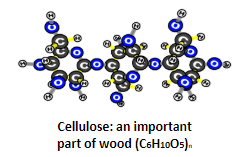 Cellulose: an important
part of wood (C₆H₁₀O₅)ₙ